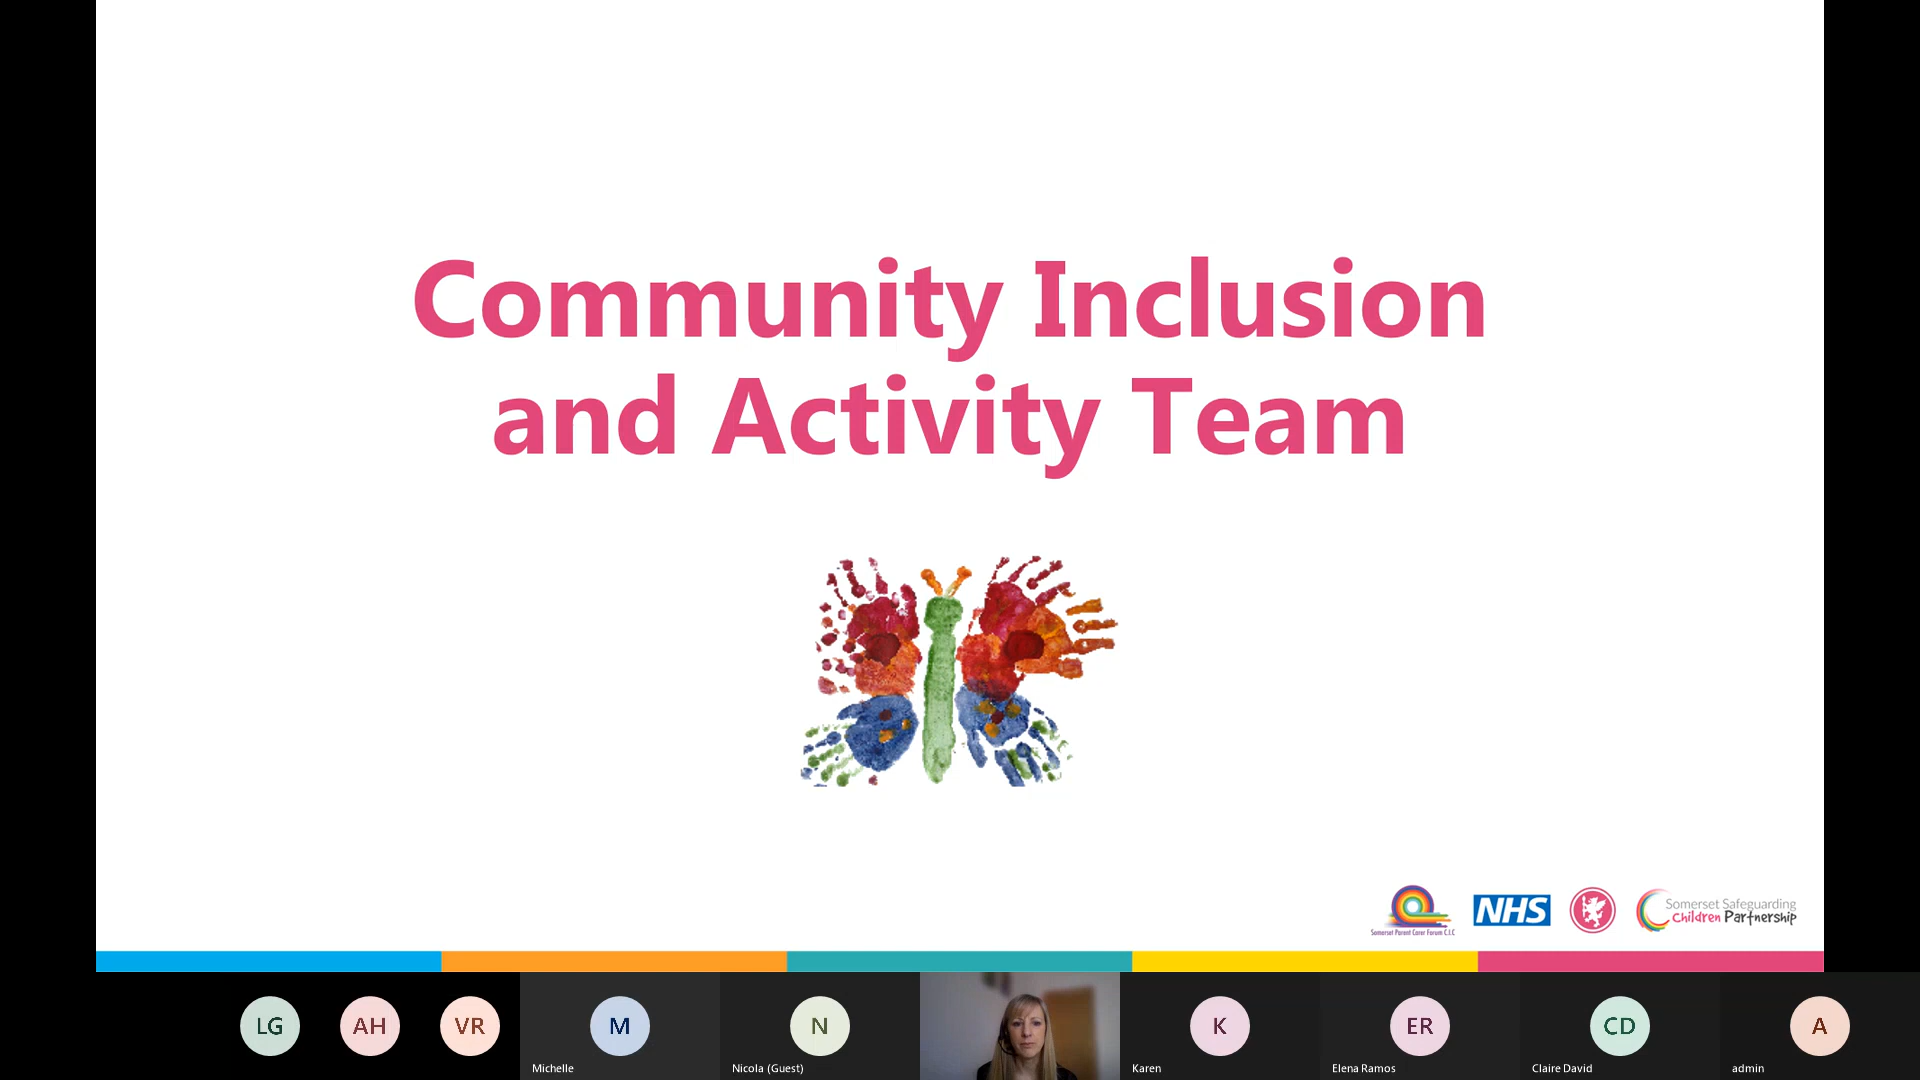 Community Inclusion
and Activity Team
Somerset Parent Carer Forum C.I.C
NHS
Somerset Safeguarding
Children Partnership
LG
AH
VR
M
N
K
ER
CD
A
Michelle
Nicola (Guest)
Karen
Elena Ramos
Claire David
admin